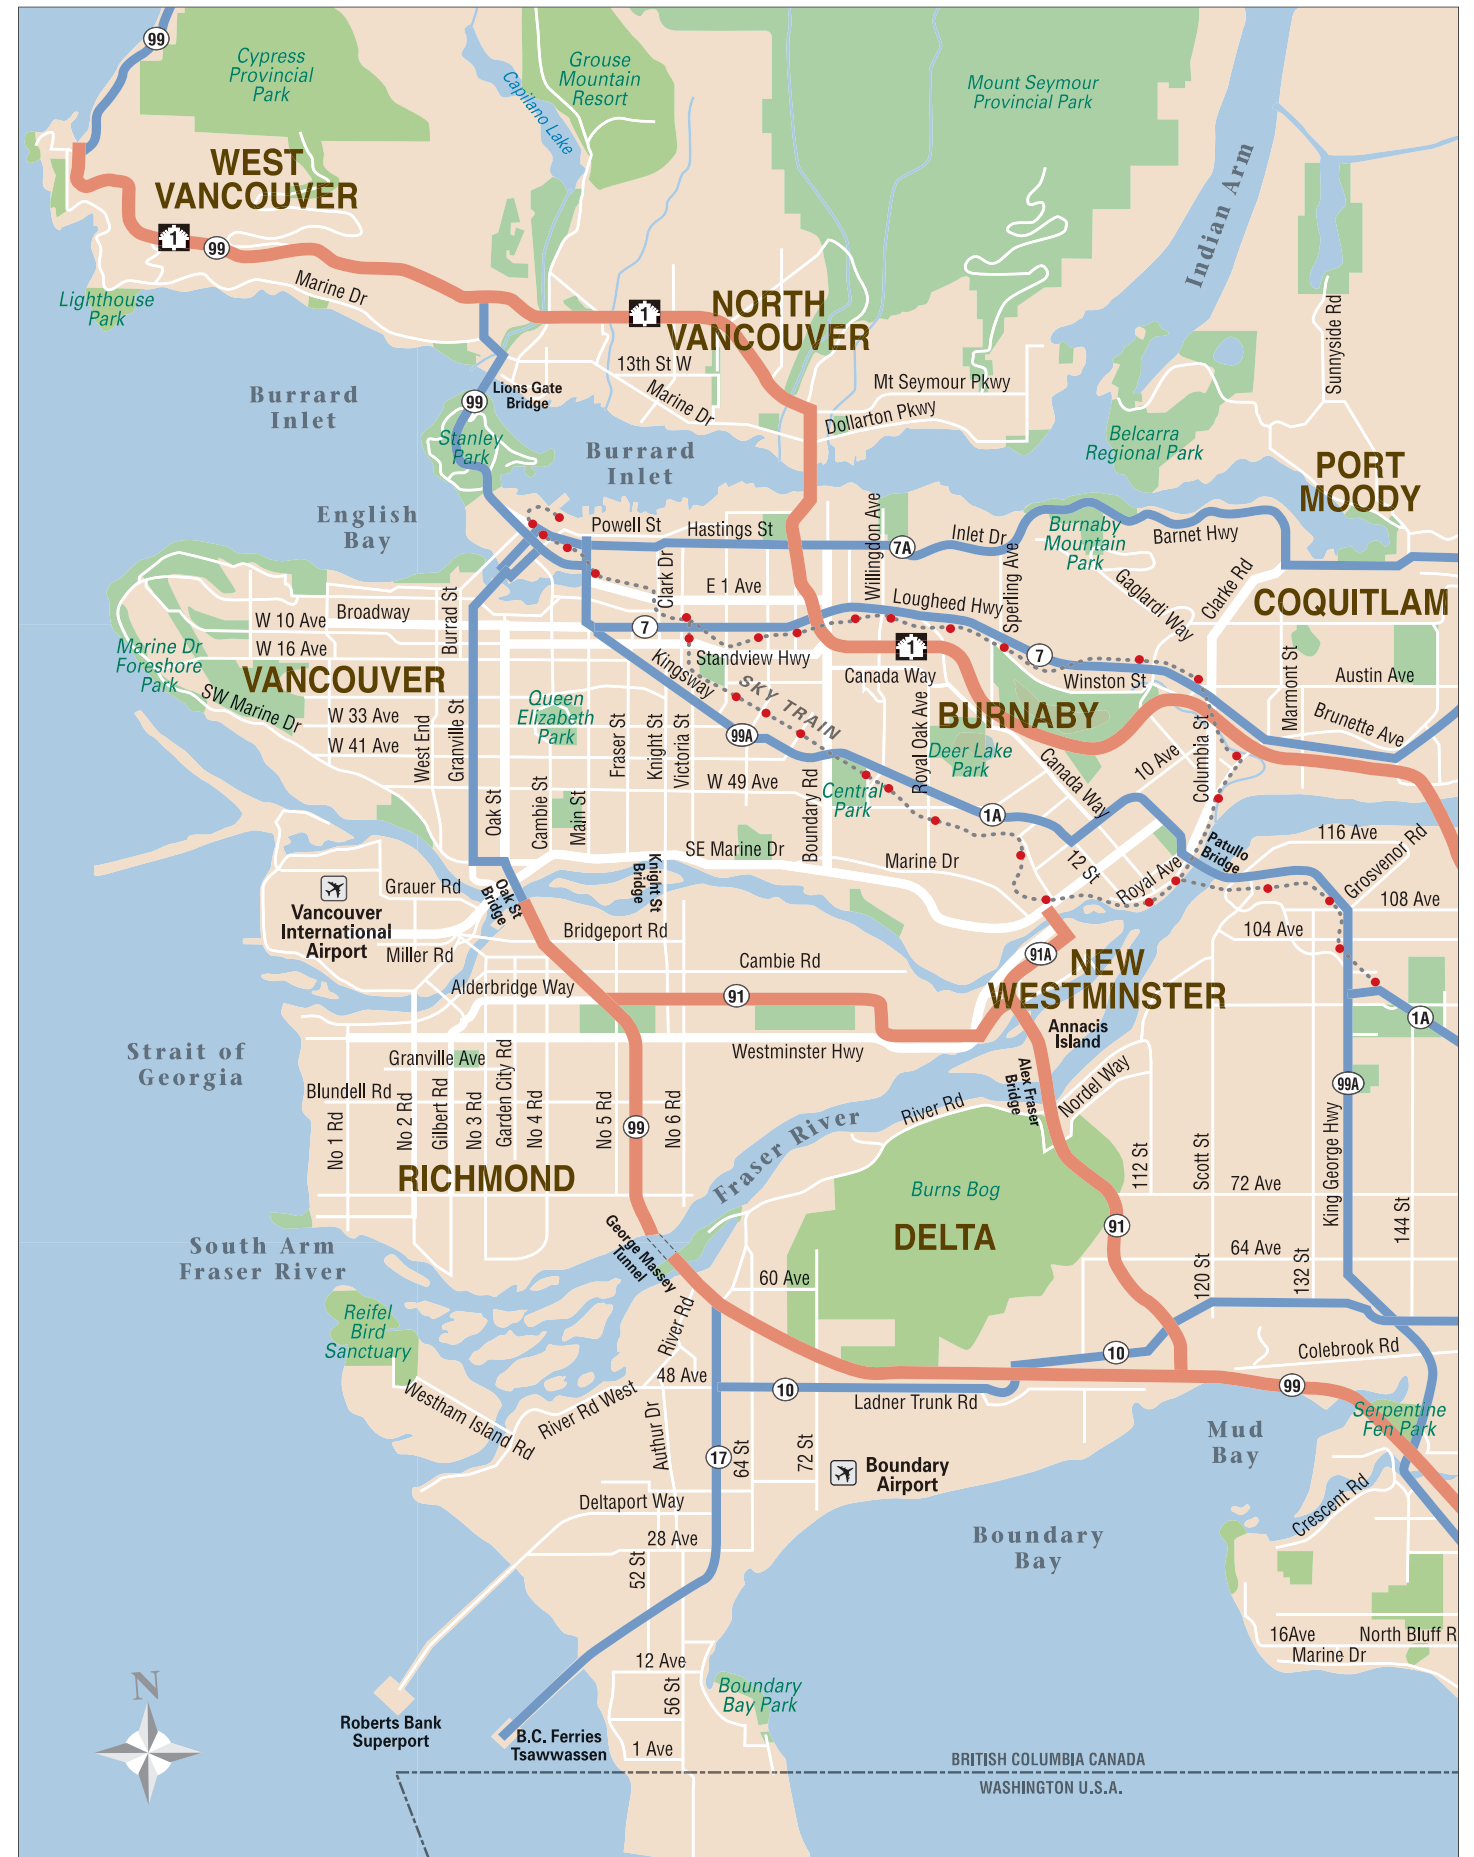 99
Cypress
Provincial
Park
Grouse
Mountain
Resort
Capilano Lake
Mount Seymour
Provincial Park
WEST
VANCOUVER
Indian Arm
1
99
Marine Dr
Lighthouse
Park
1
NORTH
VANCOUVER
Sunnyside Rd
13th St W
Marine Dr
Mt Seymour Pkwy
Dollarton Pkwy
Lions Gate
Bridge
99
Burrard
Inlet
Stanley
Park
Burrard
Inlet
Belcarra
Regional Park
PORT
MOODY
English
Bay
Powell St
Hastings St
Willingdon Ave
7A
Inlet Dr
Burnaby
Mountain
Park
Barnet Hwy
Sperling Ave
Gaglardi Way
Clarke Rd
Clark Dr
E 1 Ave
Lougheed Hwy
COQUITLAM
Burrad St
Broadway
W 10 Ave
W 16 Ave
7
1
7
Marine Dr
Foreshore
Park
VANCOUVER
Kingsway
Standview Hwy
Canada Way
Winston St
Marmont St
Austin Ave
SKY TRAIN
SW Marine Dr
W 33 Ave
W 41 Ave
West End
Granville St
Queen
Elizabeth
Park
Fraser St
Knight St
Victoria St
99A
Royal Oak Ave
BURNABY
Deer Lake
Park
Brunette Ave
Columbia St
10 Ave
Canada Way
W 49 Ave
Boundary Rd
Central
Park
1A
Oak St
Cambie St
Main St
SE Marine Dr
Marine Dr
12 St
Royal Ave
Patullo
Bridge
116 Ave
Grosvenor Rd
108 Ave
104 Ave
Knight St
Bridge
Oak St
Bridge
Grauer Rd
Vancouver
International
Airport
Miller Rd
Bridgeport Rd
Cambie Rd
91A
NEW
WESTMINSTER
Alderbridge Way
91
Annacis
Island
1A
Westminster Hwy
Strait of
Georgia
Granville Ave
Blundell Rd
No 1 Rd
No 2 Rd
Gilbert Rd
No 3 Rd
Garden City Rd
No 4 Rd
No 5 Rd
99
No 6 Rd
Alex Fraser
Bridge
Nordel Way
River Rd
99A
King George Hwy
Fraser River
RICHMOND
Burns Bog
112 St
Scott St
72 Ave
DELTA
91
144 St
South Arm
Fraser River
George Massey
Tunnel
64 Ave
120 St
132 St
60 Ave
Reifel
Bird
Sanctuary
River Rd
10
Colebrook Rd
48 Ave
10
Ladner Trunk Rd
99
Westham Island Rd
River Rd West
Authur Dr
17
64 St
72 St
Boundary
Airport
Mud
Bay
Serpentine
Fen Park
Crescent Rd
Deltaport Way
28 Ave
52 St
Boundary
Bay
16Ave
North Bluff R
Marine Dr
12 Ave
56 St
Boundary
Bay Park
N
Roberts Bank
Superport
B.C. Ferries
Tsawwassen
1 Ave
BRITISH COLUMBIA CANADA
WASHINGTON U.S.A.